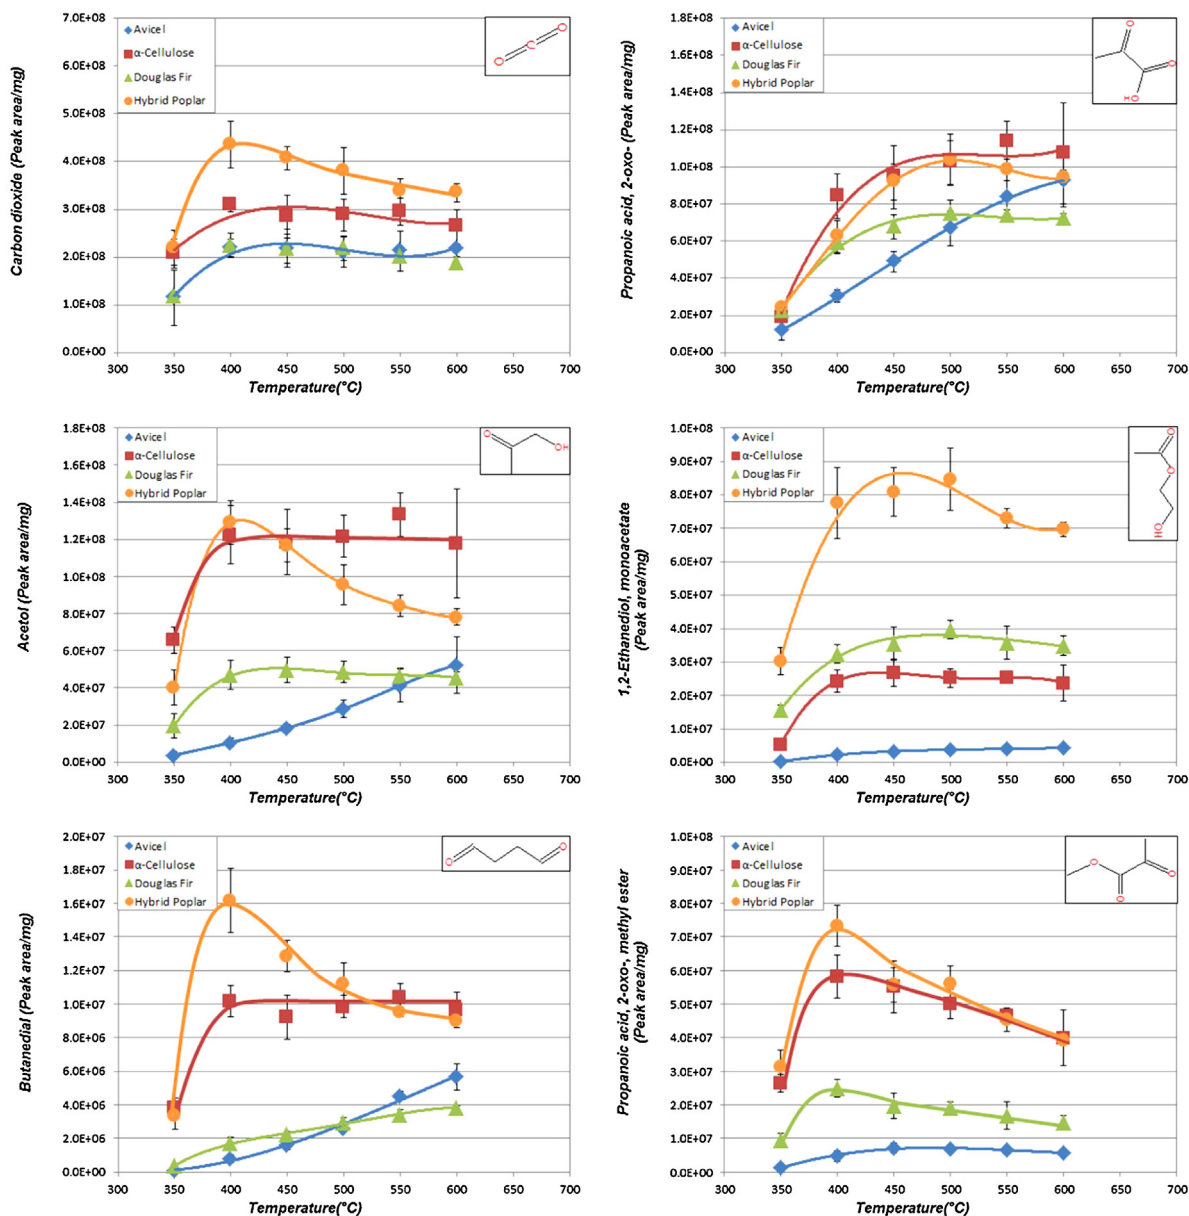 Carbon dioxide (Peak area/mg)
7.0E+08
6.0E+08
5.0E+08
4.0E+08
3.0E+08
2.0E+08
1.0E+08
0.0E+00
Avicel
α-Cellulose
Douglas Fir
Hybrid Poplar
O C O
300 350 400 450 500 550 600 650 700
Temperature(°C)
Propanoic acid, 2-oxo- (Peak area/mg)
1.8E+08
1.6E+08
1.4E+08
1.2E+08
1.0E+08
8.0E+07
6.0E+07
4.0E+07
2.0E+07
0.0E+00
Avicel
α-Cellulose
Douglas Fir
Hybrid Poplar
O
O
HO
300 350 400 450 500 550 600 650 700
Temperature(°C)
Acetol (Peak area/mg)
1.8E+08
1.6E+08
1.4E+08
1.2E+08
1.0E+08
8.0E+07
6.0E+07
4.0E+07
2.0E+07
0.0E+00
Avicel
α-Cellulose
Douglas Fir
Hybrid Poplar
O
OH
300 350 400 450 500 550 600 650 700
Temperature(°C)
1,2-Ethanediol, monoacetate
(Peak area/mg)
1.0E+08
9.0E+07
8.0E+07
7.0E+07
6.0E+07
5.0E+07
4.0E+07
3.0E+07
2.0E+07
1.0E+07
0.0E+00
Avicel
α-Cellulose
Douglas Fir
Hybrid Poplar
O
O
HO
300 350 400 450 500 550 600 650 700
Temperature(°C)
Butanedial (Peak area/mg)
2.0E+07
1.8E+07
1.6E+07
1.4E+07
1.2E+07
1.0E+07
8.0E+06
6.0E+06
4.0E+06
2.0E+06
0.0E+00
Avicel
α-Cellulose
Douglas Fir
Hybrid Poplar
O O
300 350 400 450 500 550 600 650 700
Temperature(°C)
Propanoic acid, 2-oxo-, methyl ester
(Peak area/mg)
1.0E+08
9.0E+07
8.0E+07
7.0E+07
6.0E+07
5.0E+07
4.0E+07
3.0E+07
2.0E+07
1.0E+07
0.0E+00
Avicel
α-Cellulose
Douglas Fir
Hybrid Poplar
O
O
O
300 350 400 450 500 550 600 650 700
Temperature(°C)